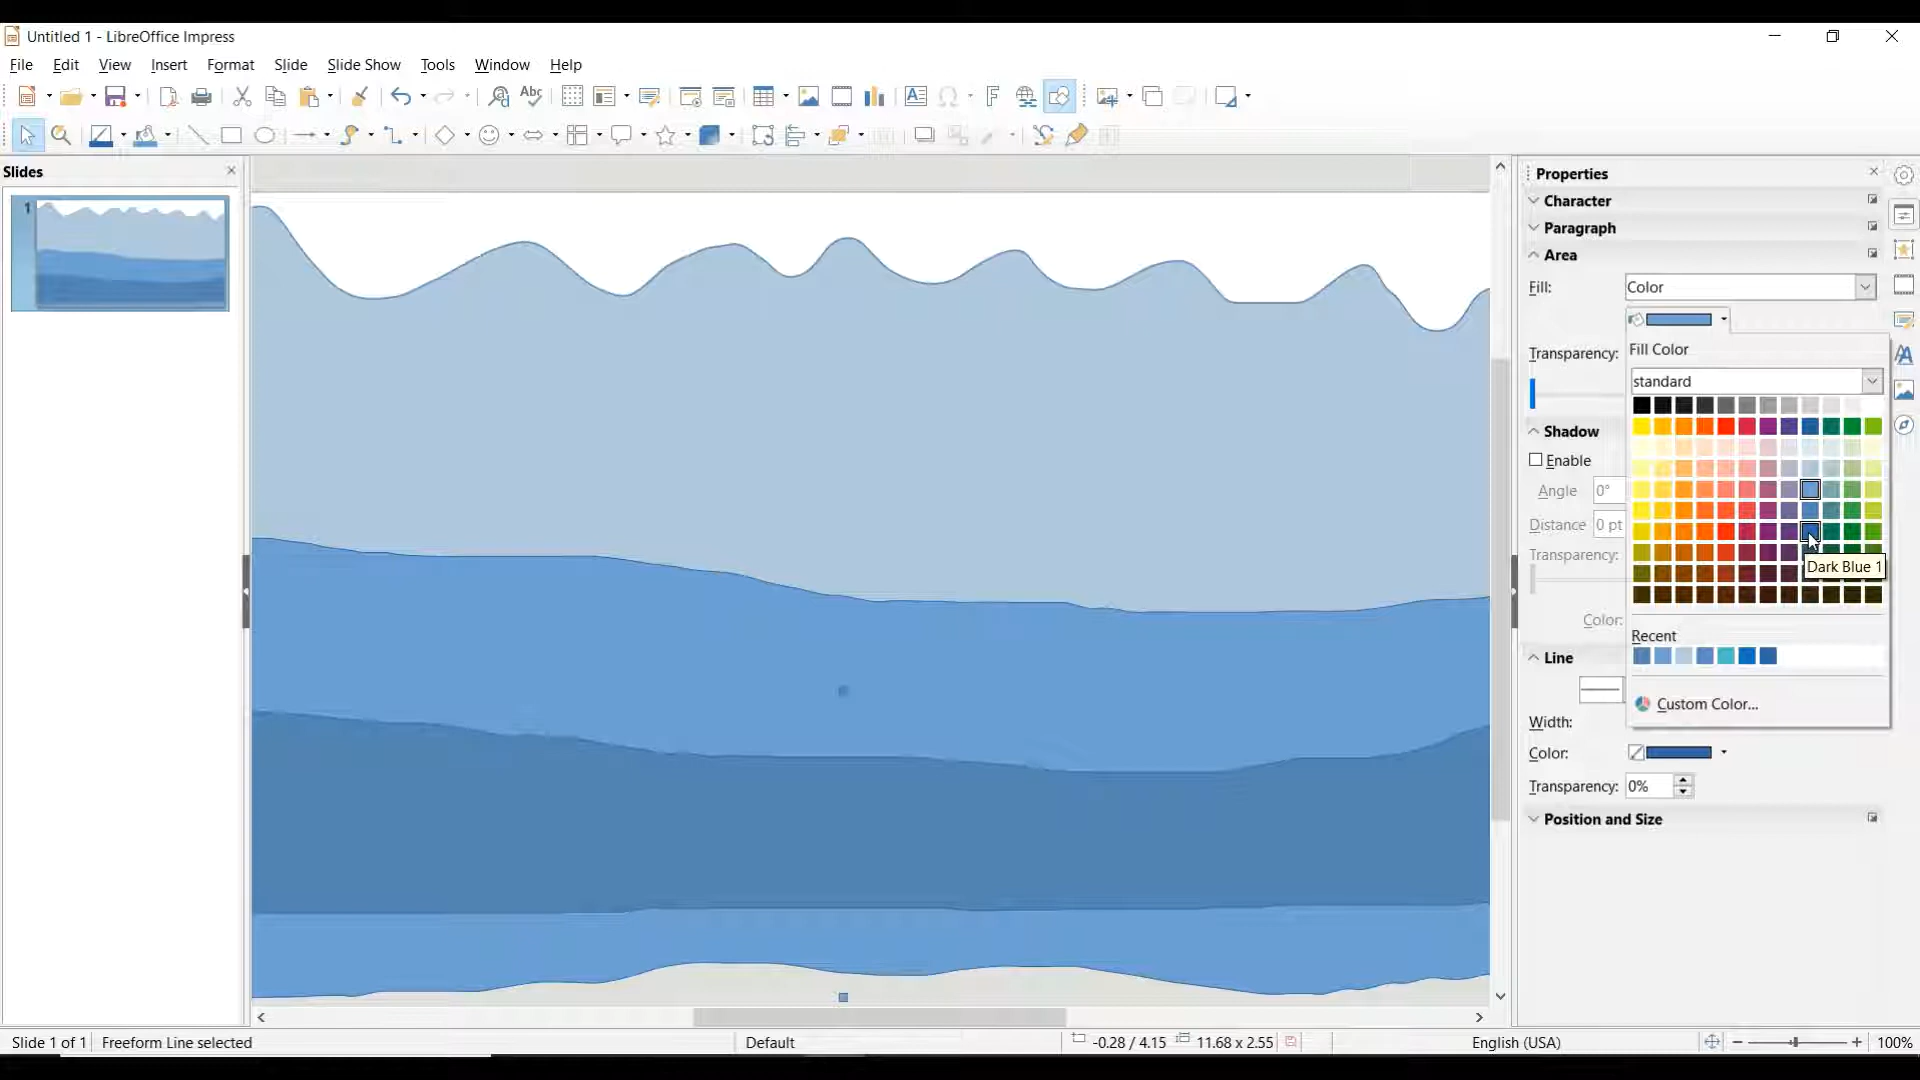 Untitled 1 - LibreOffice Impress
File Edit View Insert Format Slide Slide Show Tools Window Help
Slides
1
Properties
Character
Paragraph
Area
Fill: Color
Fill Color
Transparency:
standard
Shadow
Enable
Angle 0°
Distance 0 pt
Transparency:
Dark Blue 1
Color:
Recent
Line
Custom Color...
Width:
Color:
Transparency: 0%
Position and Size
Slide 1 of 1 Freeform Line selected Default -0.28 / 4.15 11.68 x 2.55 English (USA) 100%